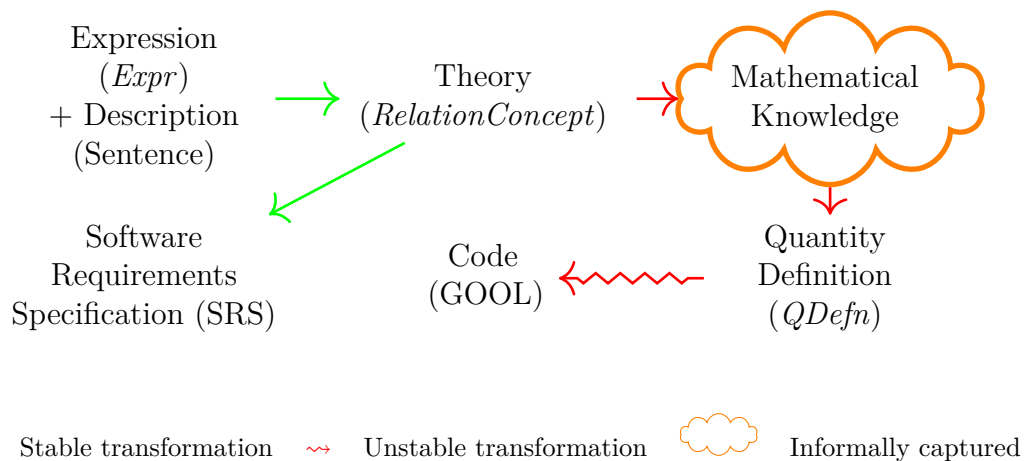 Expression
(Expr)
+ Description
(Sentence)
Theory
(RelationConcept)
Mathematical
Knowledge
Software
Requirements
Specification (SRS)
Code
(GOOL)
Quantity
Definition
(QDefn)
Stable transformation
Unstable transformation
Informally captured